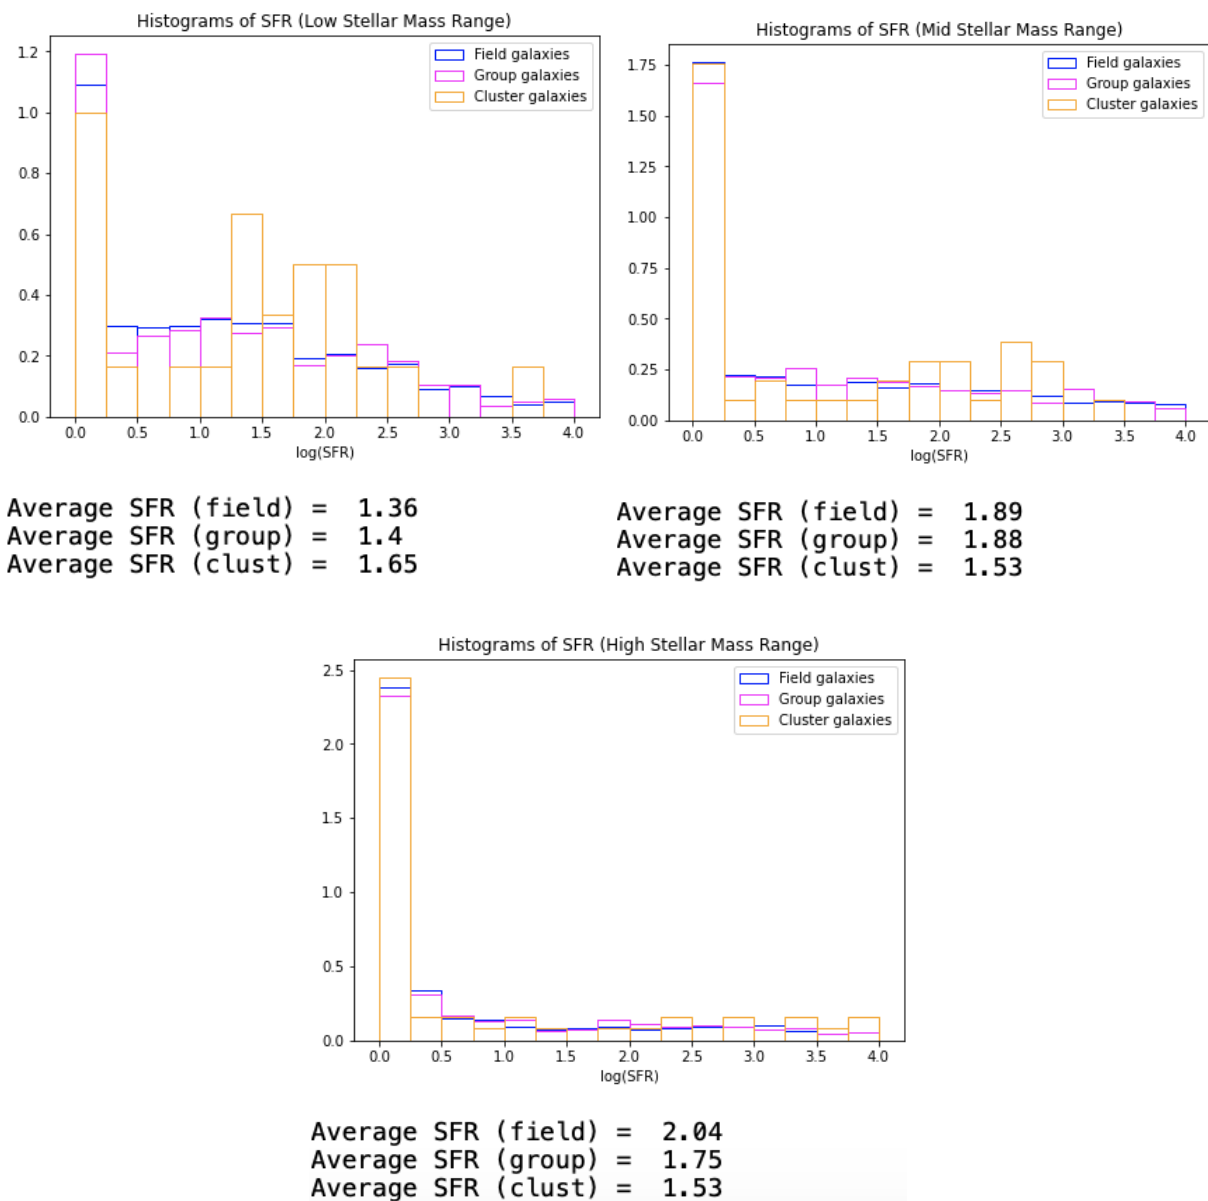 Histograms of SFR (Low Stellar Mass Range)
Field galaxies
Group galaxies
Cluster galaxies
1.2
1.0
0.8
0.6
0.4
0.2
0.0
0.0 0.5 1.0 1.5 2.0 2.5 3.0 3.5 4.0
log(SFR)
Average SFR (field) = 1.36
Average SFR (group) = 1.4
Average SFR (clust) = 1.65
Histograms of SFR (Mid Stellar Mass Range)
Field galaxies
Group galaxies
Cluster galaxies
1.75
1.50
1.25
1.00
0.75
0.50
0.25
0.00
0.0 0.5 1.0 1.5 2.0 2.5 3.0 3.5 4.0
log(SFR)
Average SFR (field) = 1.89
Average SFR (group) = 1.88
Average SFR (clust) = 1.53
Histograms of SFR (High Stellar Mass Range)
Field galaxies
Group galaxies
Cluster galaxies
2.5
2.0
1.5
1.0
0.5
0.0
0.0 0.5 1.0 1.5 2.0 2.5 3.0 3.5 4.0
log(SFR)
Average SFR (field) = 2.04
Average SFR (group) = 1.75
Average SFR (clust) = 1.53